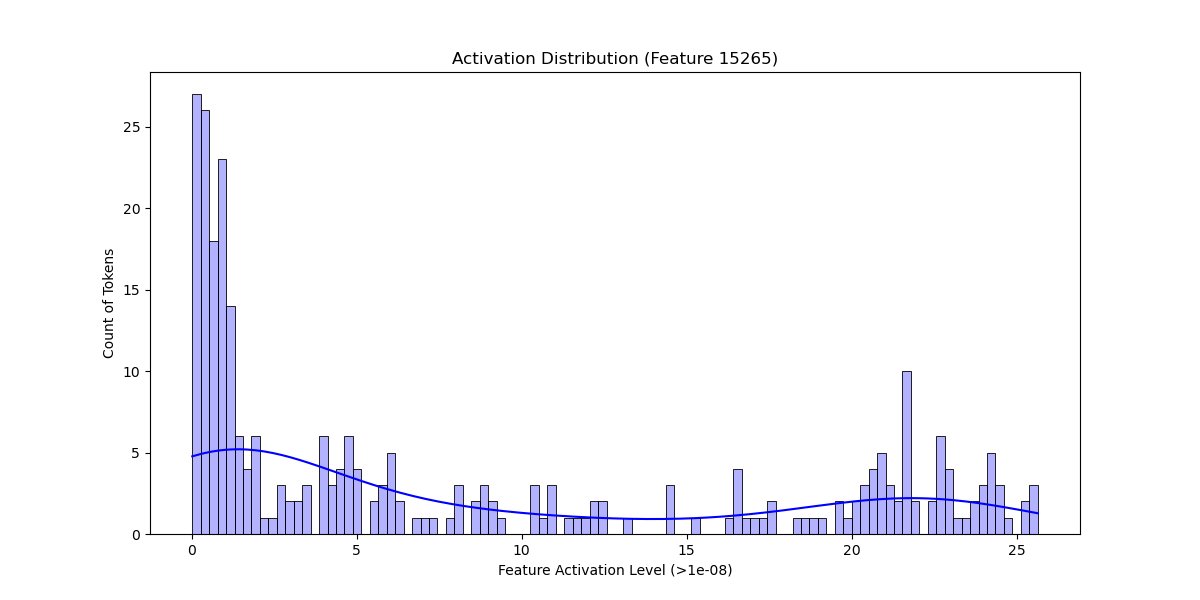 Activation Distribution (Feature 15265)
Count of Tokens
25
20
15
10
5
0
0 5 10 15 20 25
Feature Activation Level (>1e-08)